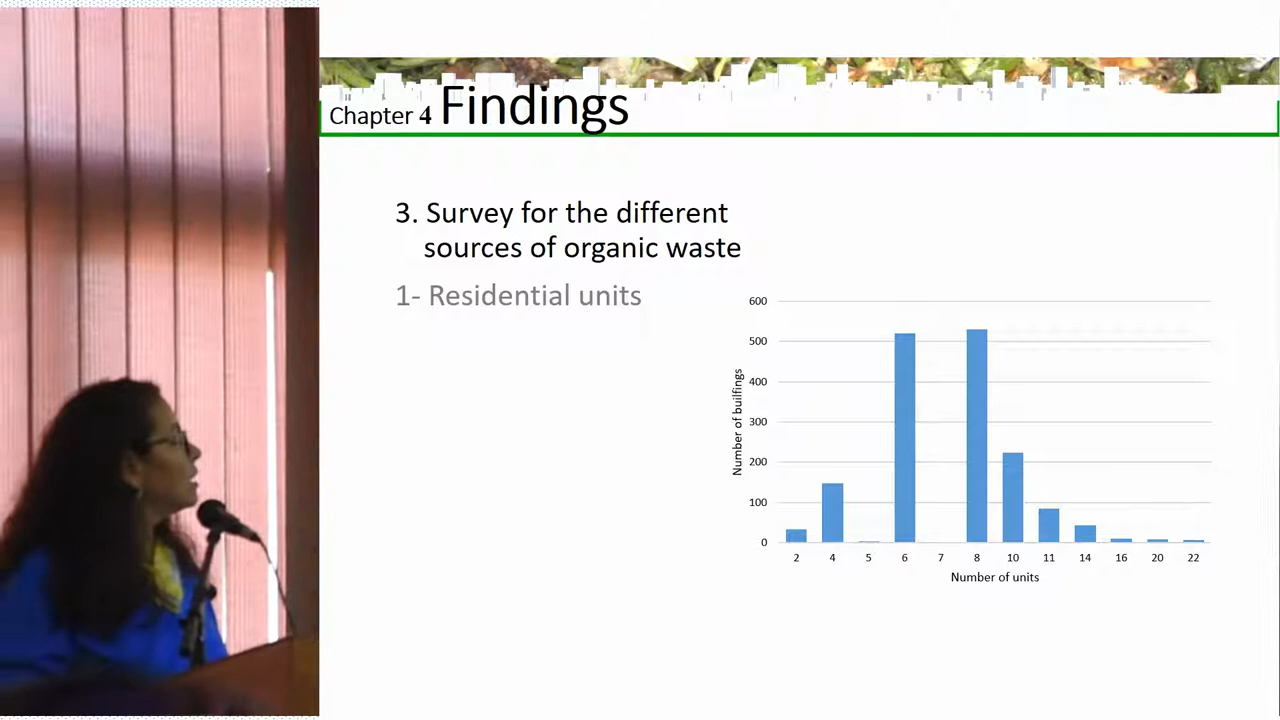 Chapter 4 Findings
3. Survey for the different
sources of organic waste
1- Residential units
600
500
400
300
200
100
0
Number of builfings
2 4 5 6 7 8 10 11 14 16 20 22
Number of units